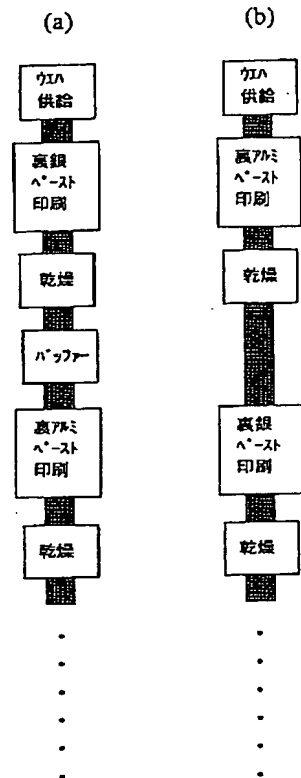 (a)
ウエハ
供給
裏銀
ペースト
印刷
乾燥
バッファー
裏アルミ
ペースト
印刷
乾燥
(b)
ウエハ
供給
裏アルミ
ペースト
印刷
乾燥
裏銀
ペースト
印刷
乾燥